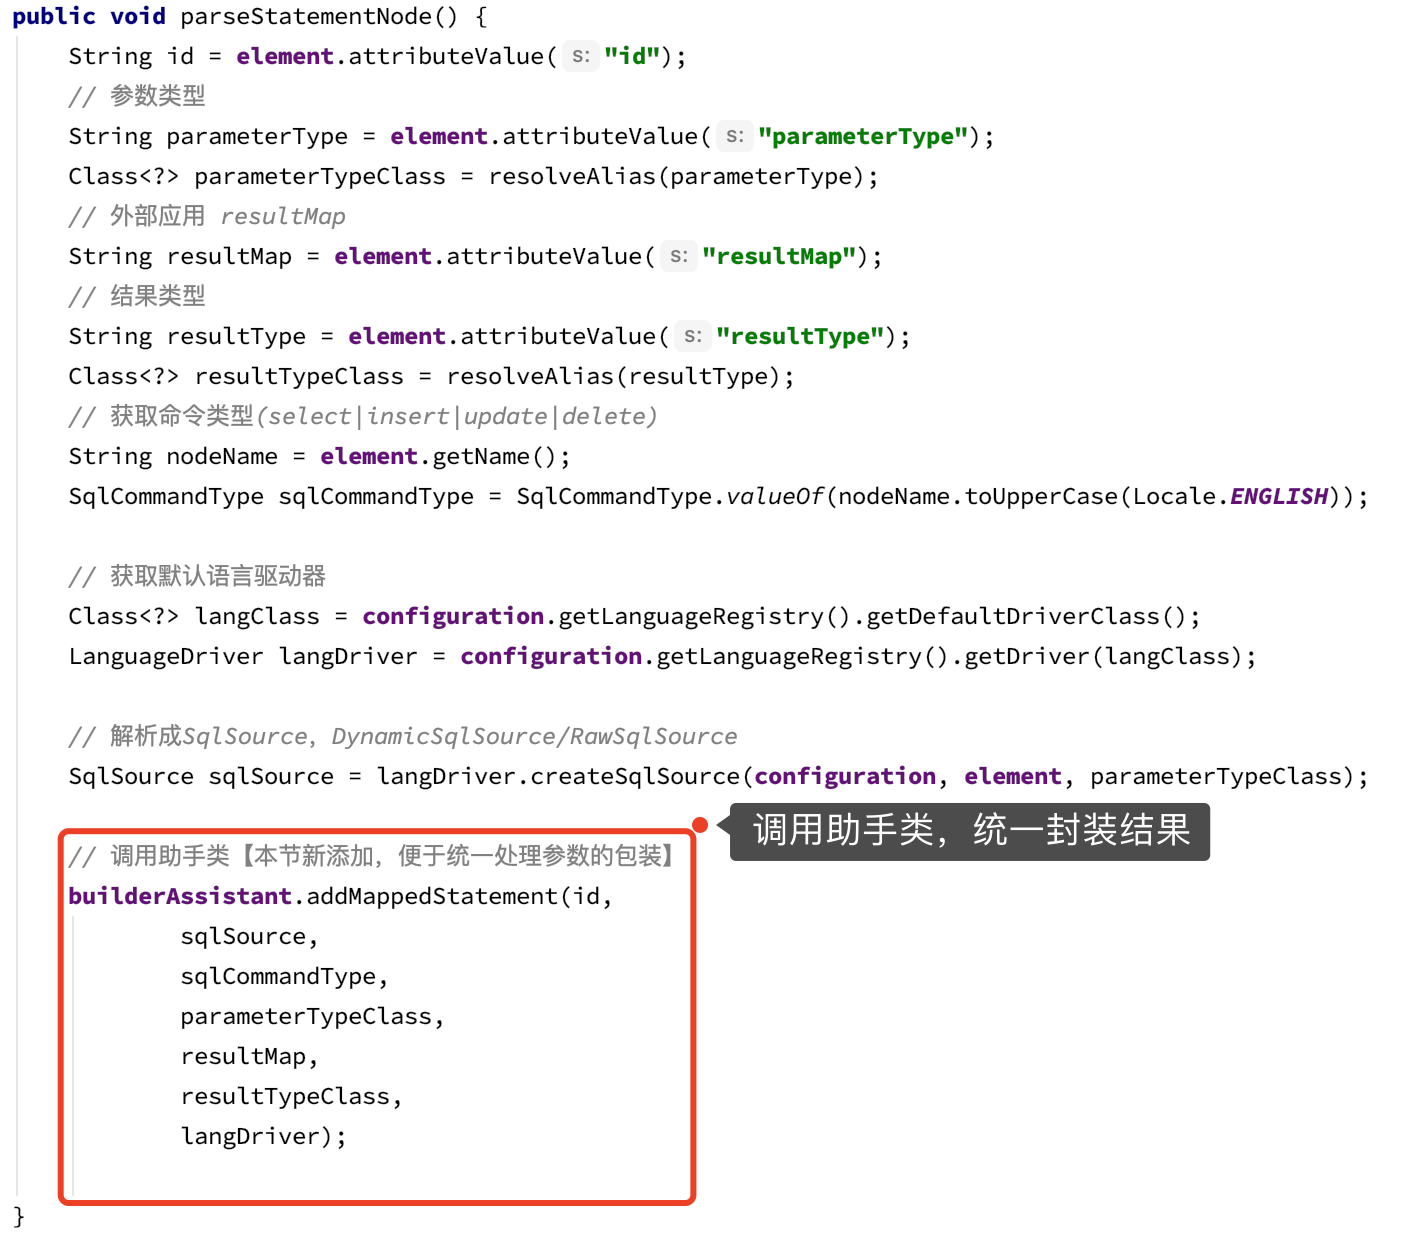 public void parseStatementNode() {
    String id = element.attributeValue( s: "id");
    // 参数类型
    String parameterType = element.attributeValue( s: "parameterType");
    Class<?> parameterTypeClass = resolveAlias(parameterType);
    // 外部应用 resultMap
    String resultMap = element.attributeValue( s: "resultMap");
    // 结果类型
    String resultType = element.attributeValue( s: "resultType");
    Class<?> resultTypeClass = resolveAlias(resultType);
    // 获取命令类型(select|insert|update|delete)
    String nodeName = element.getName();
    SqlCommandType sqlCommandType = SqlCommandType.valueOf(nodeName.toUpperCase(Locale.ENGLISH));
    // 获取默认语言驱动器
    Class<?> langClass = configuration.getLanguageRegistry().getDefaultDriverClass();
    LanguageDriver langDriver = configuration.getLanguageRegistry().getDriver(langClass);
    // 解析成SqlSource，DynamicSqlSource/RawSqlSource
    SqlSource sqlSource = langDriver.createSqlSource(configuration, element, parameterTypeClass);
调用助手类，统一封装结果
    // 调用助手类【本节新添加，便于统一处理参数的包装】
    builderAssistant.addMappedStatement(id,
            sqlSource,
            sqlCommandType,
            parameterTypeClass,
            resultMap,
            resultTypeClass,
            langDriver);
}